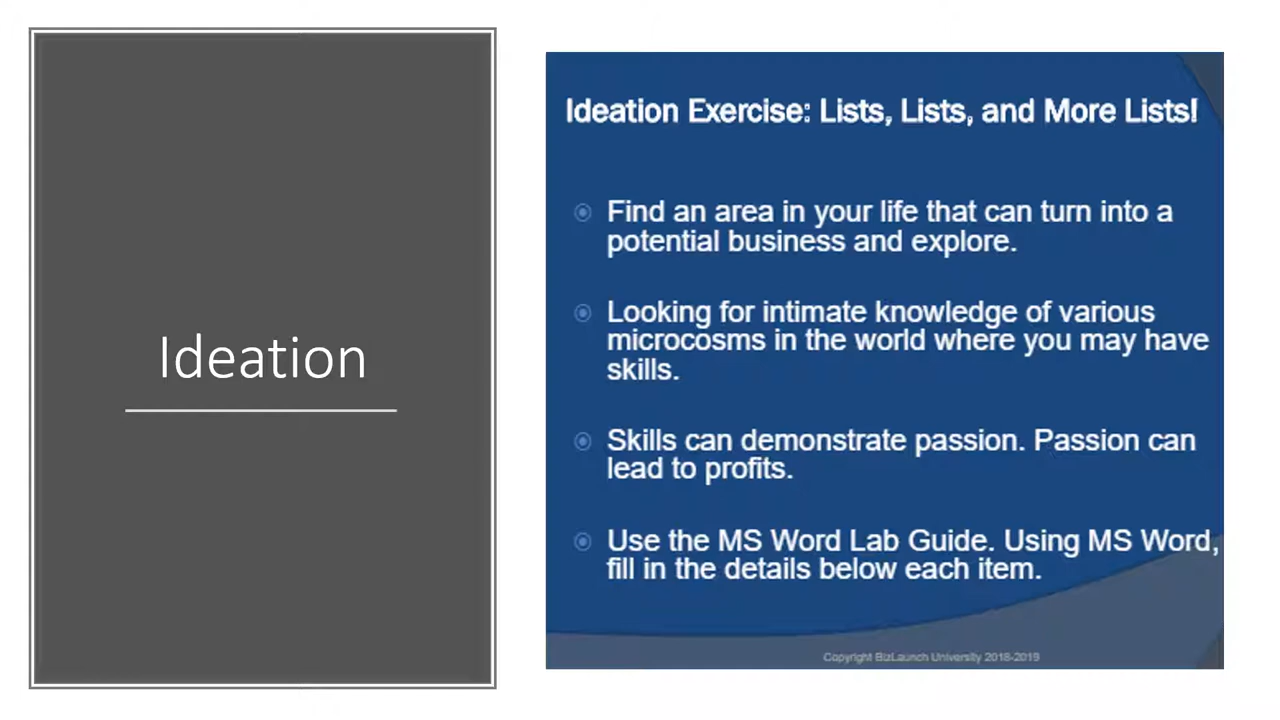 Ideation
Ideation Exercise: Lists, Lists, and More Lists!
Find an area in your life that can turn into a
potential business and explore.
Looking for intimate knowledge of various
microcosms in the world where you may have
skills.
Skills can demonstrate passion. Passion can
lead to profits.
Use the MS Word Lab Guide. Using MS Word,
fill in the details below each item.
Copyright BizLaunch University 2018-2019